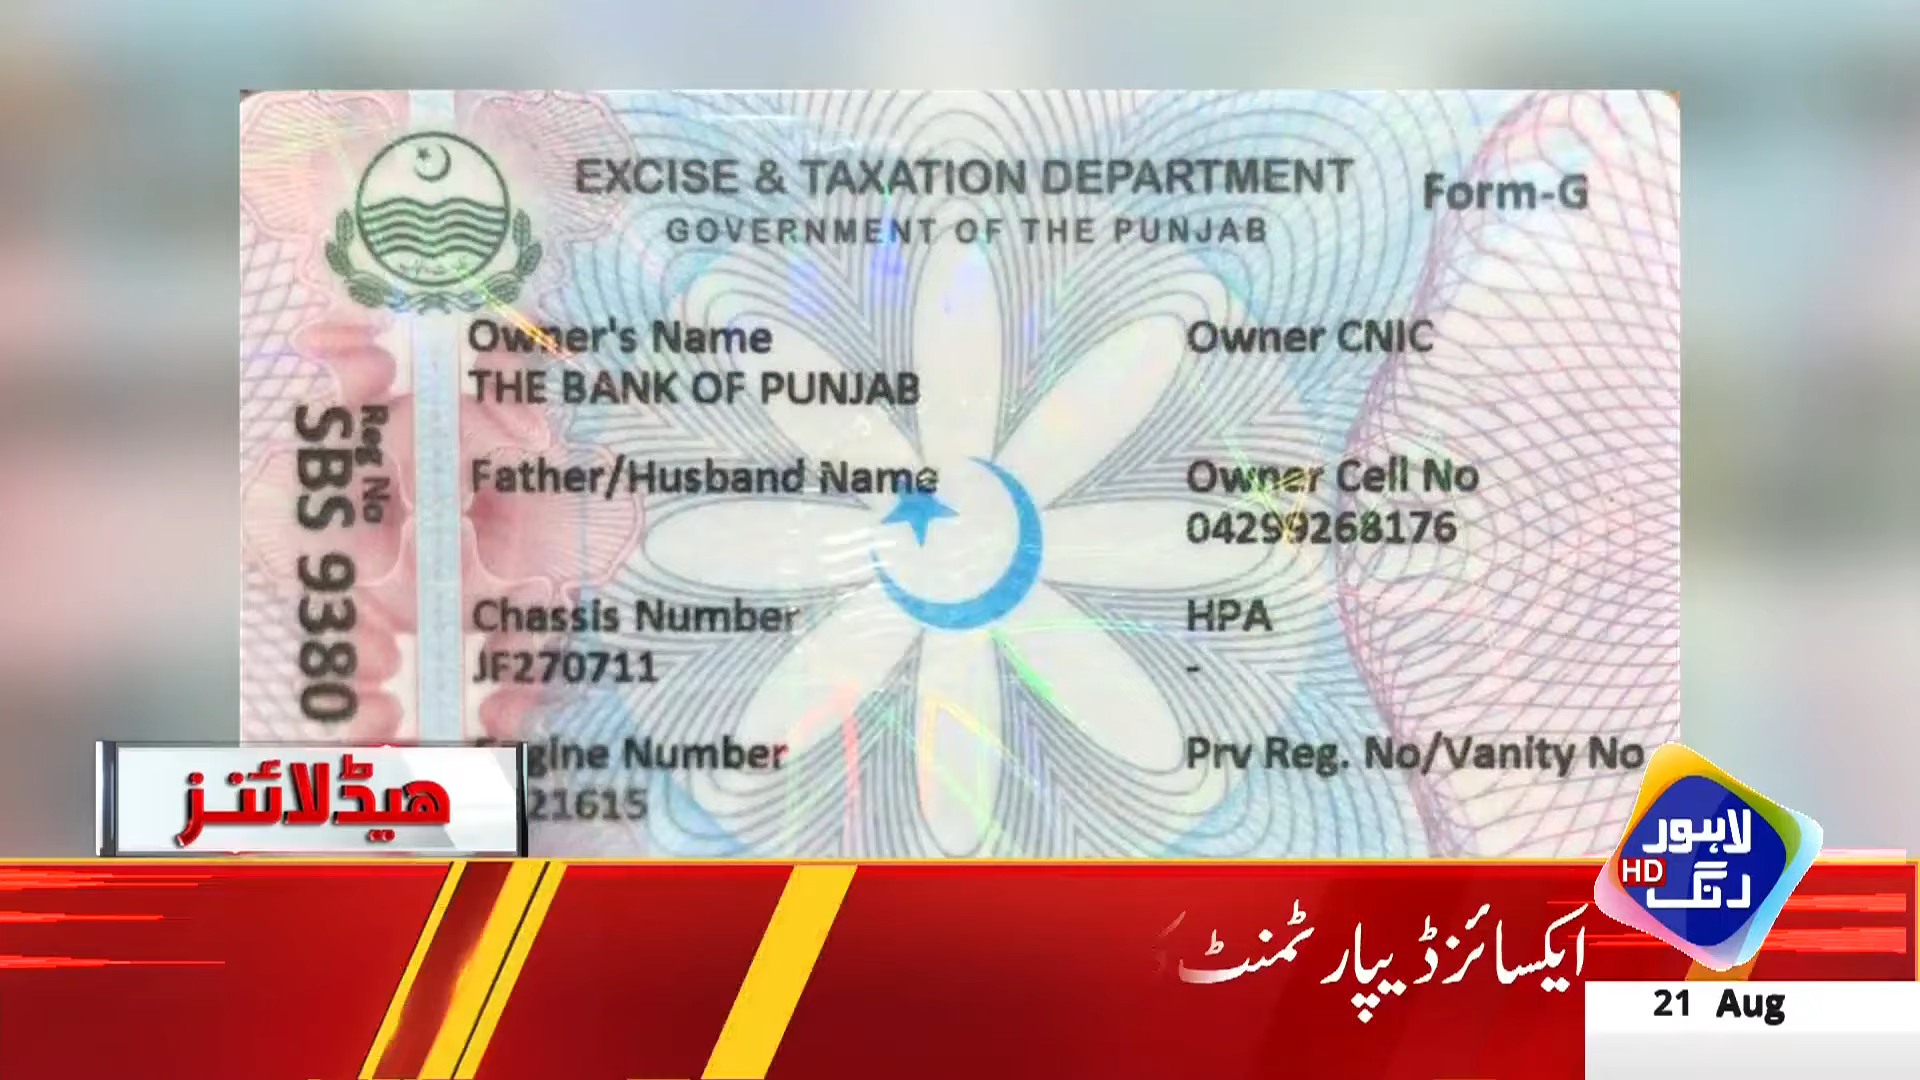 EXCISE & TAXATION DEPARTMENT
Form-G
GOVERNMENT OF THE PUNJAB
Owner's Name
Owner CNIC
THE BANK OF PUNJAB
Reg No
SBS 9380
Father/Husband Name
Owner Cell No
04299268176
Chassis Number
HPA
JF270711
-
Engine Number
Prv Reg. No/Vanity No
21615
ہیڈلائنز
لاہور
HD
رنگ
ایکسائز ڈیپارٹمنٹ
21 Aug